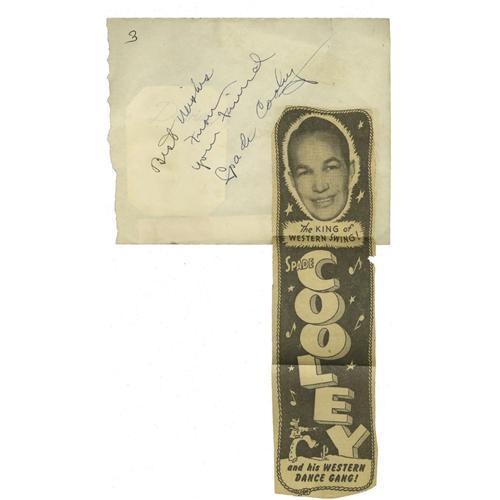 3
Best Wishes
From
your friend
Spade Cooley
The KING of
WESTERN SWING!
SPADE
COOLEY
and his WESTERN
DANCE GANG!